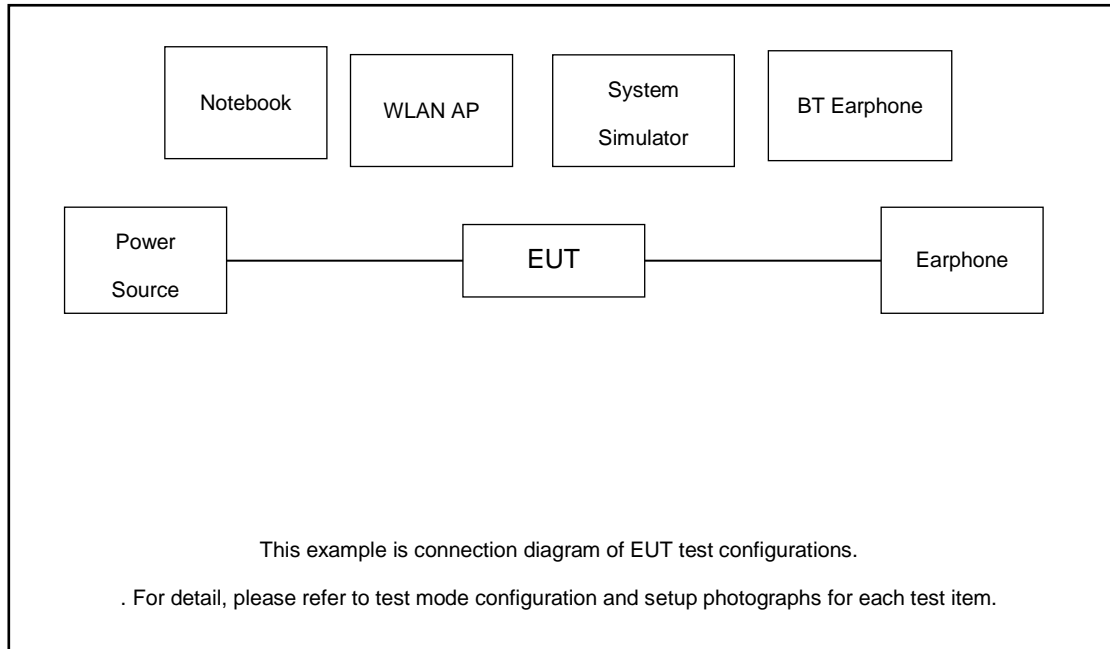 Notebook
WLAN AP
System
Simulator
BT Earphone
Power
Source
EUT
Earphone
This example is connection diagram of EUT test configurations.
. For detail, please refer to test mode configuration and setup photographs for each test item.